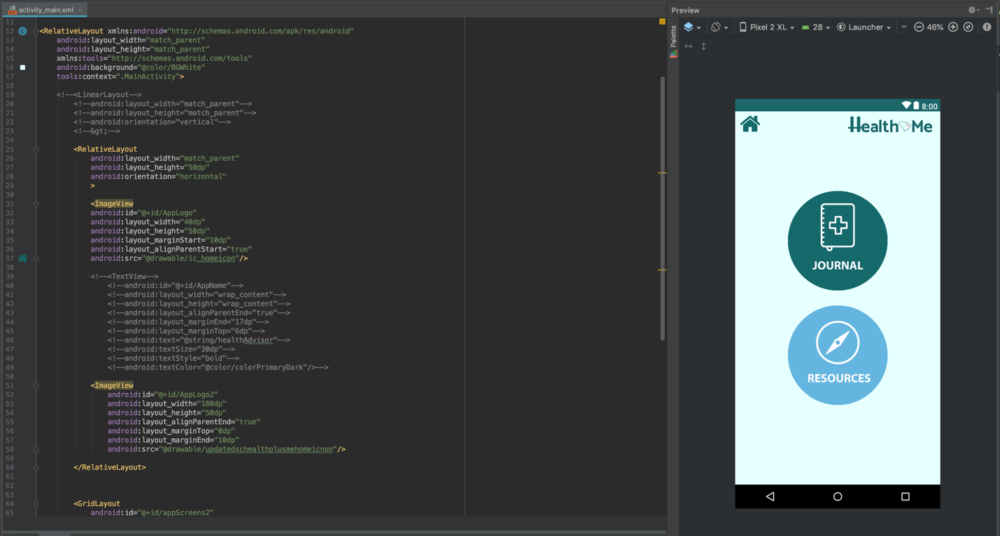 activity_main.xml
11
12 <RelativeLayout xmlns:android="http://schemas.android.com/apk/res/android"
13 android:layout_width="match_parent"
14 android:layout_height="match_parent"
15 xmlns:tools="http://schemas.android.com/tools"
16 android:background="@color/BGWhite"
17 tools:context=".MainActivity">
18
19 <!--<LinearLayout-->
20 <!--android:layout_width="match_parent"-->
21 <!--android:layout_height="match_parent"-->
22 <!--android:orientation="vertical"-->
23 <!--&gt;-->
24
25 <RelativeLayout
26 android:layout_width="match_parent"
27 android:layout_height="50dp"
28 android:orientation="horizontal"
29 >
30
31 <ImageView
32 android:id="@+id/AppLogo"
33 android:layout_width="40dp"
34 android:layout_height="50dp"
35 android:layout_marginStart="10dp"
36 android:layout_alignParentStart="true"
37 android:src="@drawable/ic_homeicon"/>
38
39 <!--<TextView-->
40 <!--android:id="@+id/AppName"-->
41 <!--android:layout_width="wrap_content"-->
42 <!--android:layout_height="wrap_content"-->
43 <!--android:layout_alignParentEnd="true"-->
44 <!--android:layout_marginEnd="17dp"-->
45 <!--android:layout_marginTop="6dp"-->
46 <!--android:text="@string/healthAdvisor"-->
47 <!--android:textSize="30dp"-->
48 <!--android:textStyle="bold"-->
49 <!--android:textColor="@color/colorPrimaryDark"/>-->
50
51 <ImageView
52 android:id="@+id/AppLogo2"
53 android:layout_width="180dp"
54 android:layout_height="50dp"
55 android:layout_alignParentEnd="true"
56 android:layout_marginTop="0dp"
57 android:layout_marginEnd="10dp"
58 android:src="@drawable/updatedschealthplusmehomeicnon"/>
59
60 </RelativeLayout>
61
62
63
64 <GridLayout
65 android:id="@+id/appScreens2"
Preview
Palette
Pixel 2 XL 28 Launcher 46%
8:00
Health Me
JOURNAL
RESOURCES